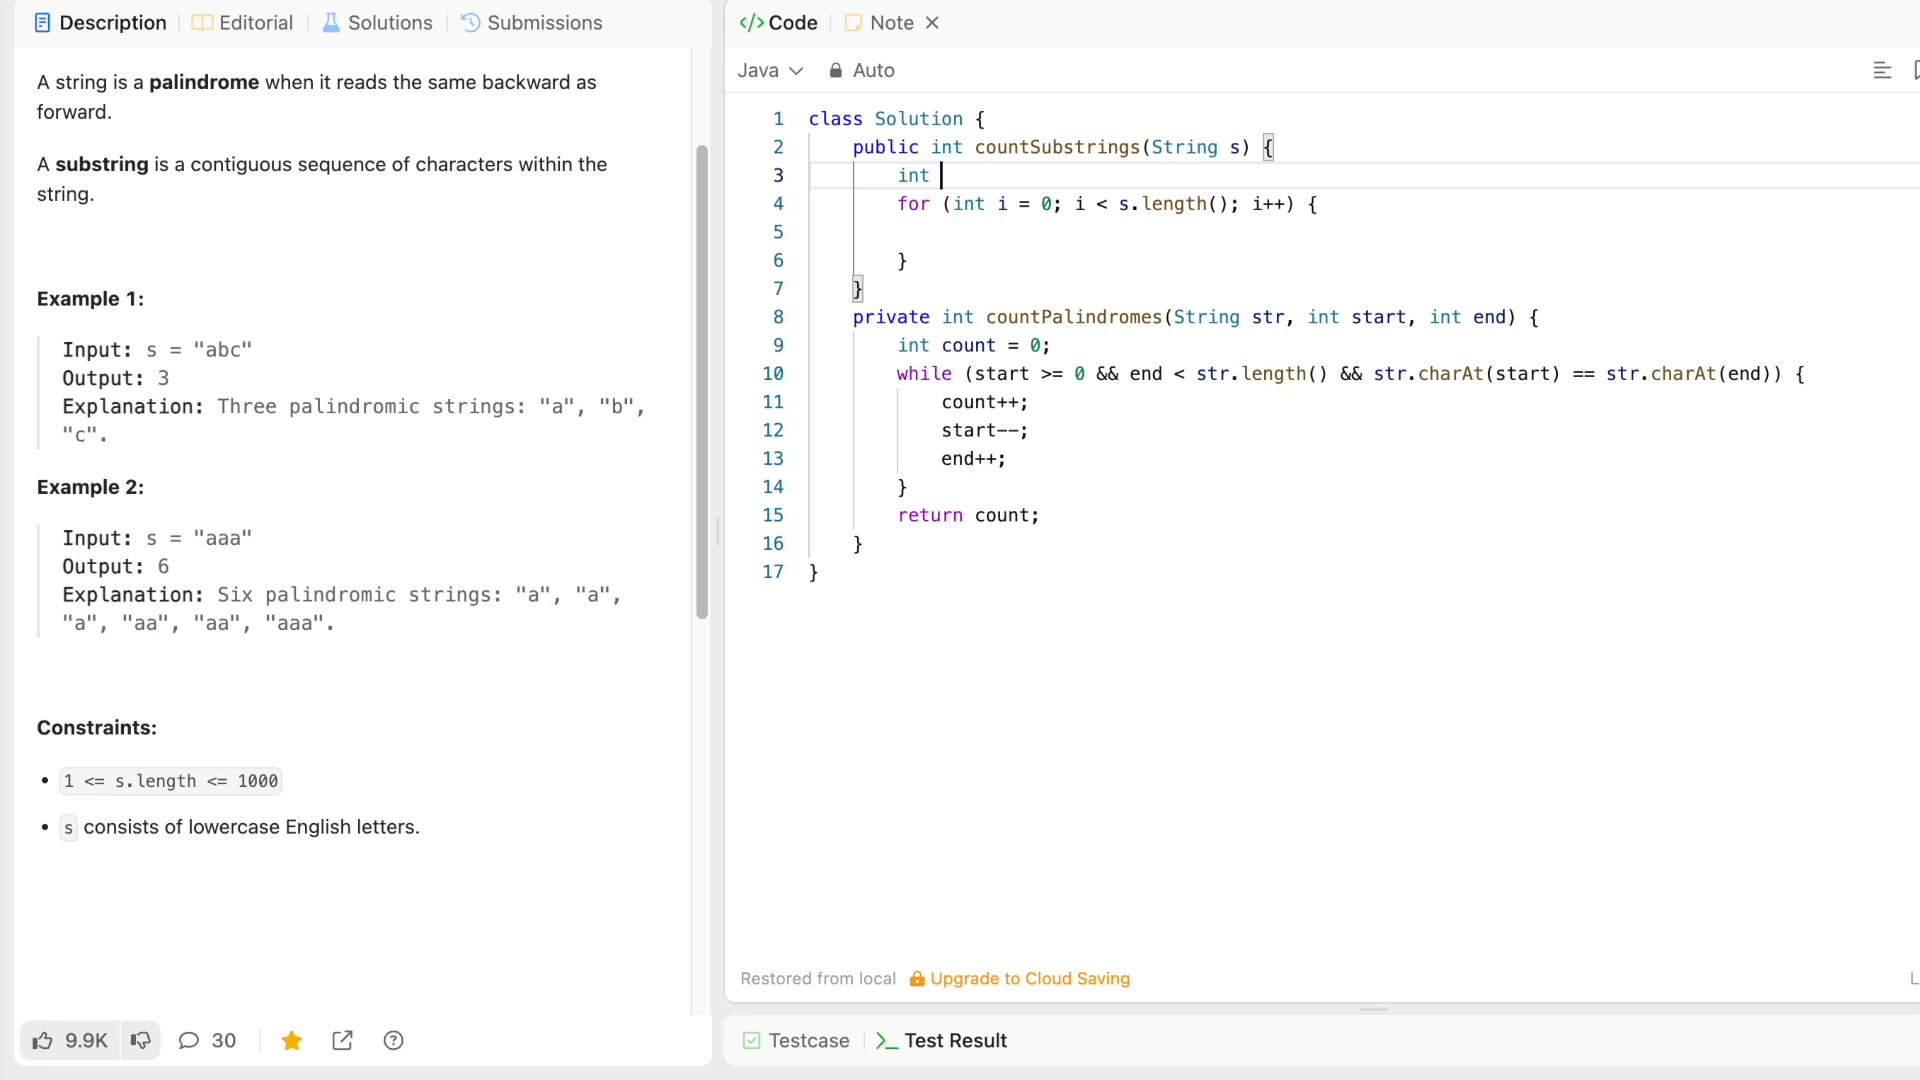 Description
Editorial
Solutions
Submissions
A string is a palindrome when it reads the same backward as
forward.
A substring is a contiguous sequence of characters within the
string.
Example 1:
Input: s = "abc"
Output: 3
Explanation: Three palindromic strings: "a", "b",
"c".
Example 2:
Input: s = "aaa"
Output: 6
Explanation: Six palindromic strings: "a", "a",
"a", "aa", "aa", "aaa".
Constraints:
• 1 <= s.length <= 1000
• s consists of lowercase English letters.
9.9K
30
</> Code
Note
Java
Auto
1 class Solution {
2     public int countSubstrings(String s) {
3         int
4         for (int i = 0; i < s.length(); i++) {
5
6         }
7     }
8     private int countPalindromes(String str, int start, int end) {
9         int count = 0;
10         while (start >= 0 && end < str.length() && str.charAt(start) == str.charAt(end)) {
11             count++;
12             start--;
13             end++;
14         }
15         return count;
16     }
17 }
Restored from local
Upgrade to Cloud Saving
L
Testcase
Test Result